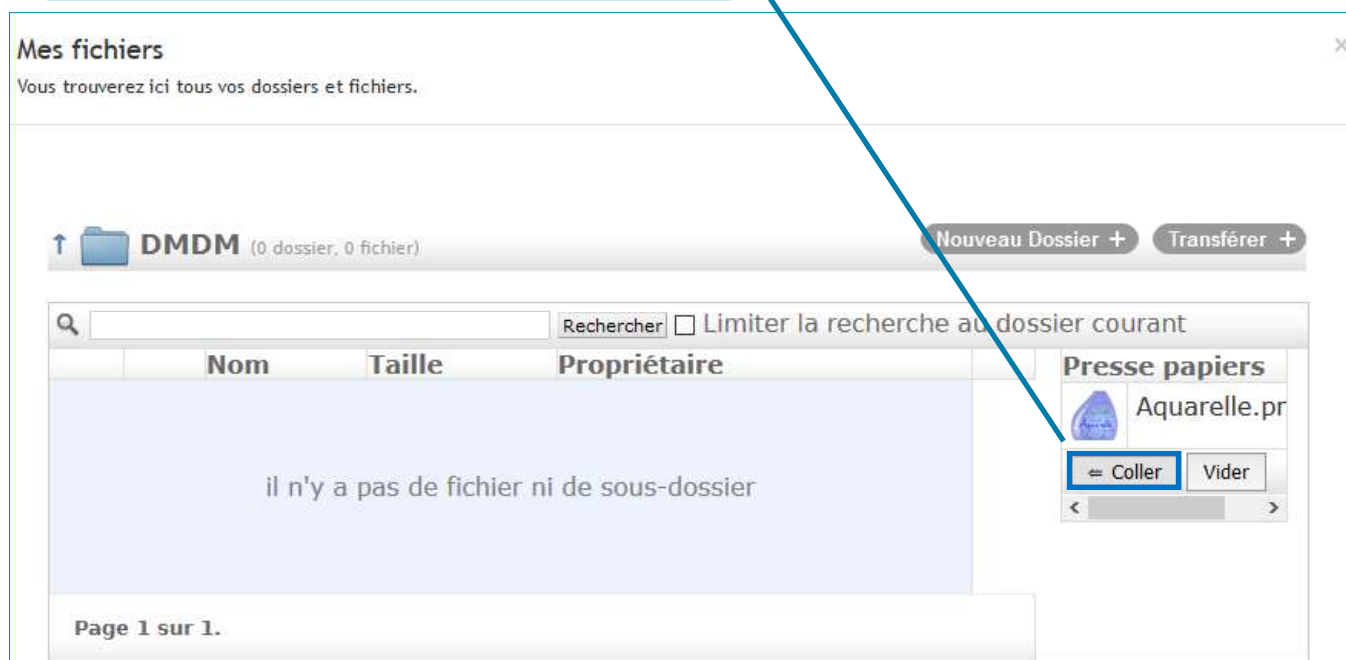 Mes fichiers
×
Vous trouverez ici tous vos dossiers et fichiers.
↑ DMDM (0 dossier, 0 fichier) Nouveau Dossier + Transférer +
Rechercher Limiter la recherche au dossier courant
Nom Taille Propriétaire Presse papiers
Aquarelle.pr
⇐ Coller Vider
il n'y a pas de fichier ni de sous-dossier
< >
Page 1 sur 1.